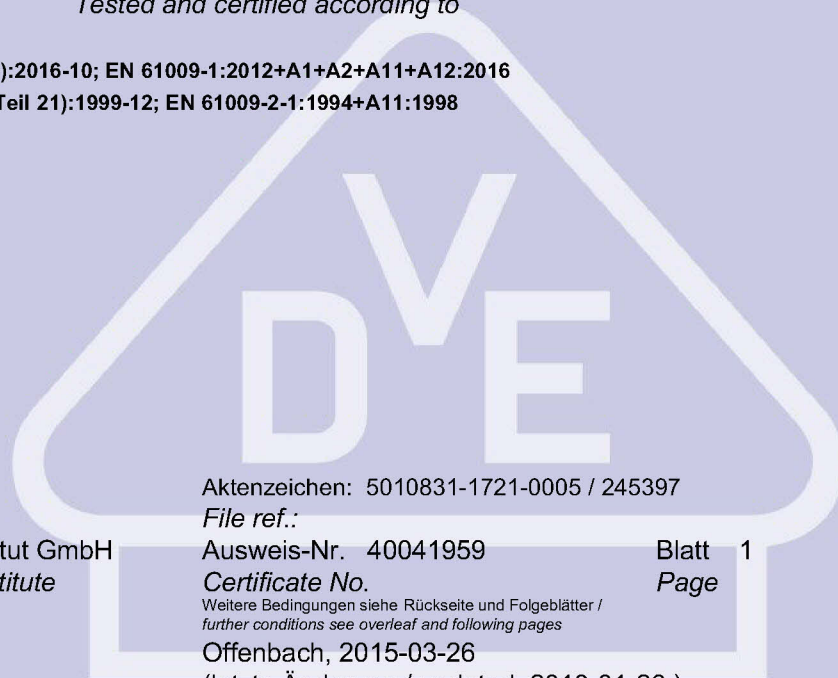 Tested and certified according to
):2016-10; EN 61009-1:2012+A1+A2+A11+A12:2016
Teil 21):1999-12; EN 61009-2-1:1994+A11:1998
VDE
Aktenzeichen: 5010831-1721-0005 / 245397
File ref.:
tut GmbH Ausweis-Nr. 40041959 Blatt 1
titute Certificate No. Page
Weitere Bedingungen siehe Rückseite und Folgeblätter /
further conditions see overleaf and following pages
Offenbach, 2015-03-26